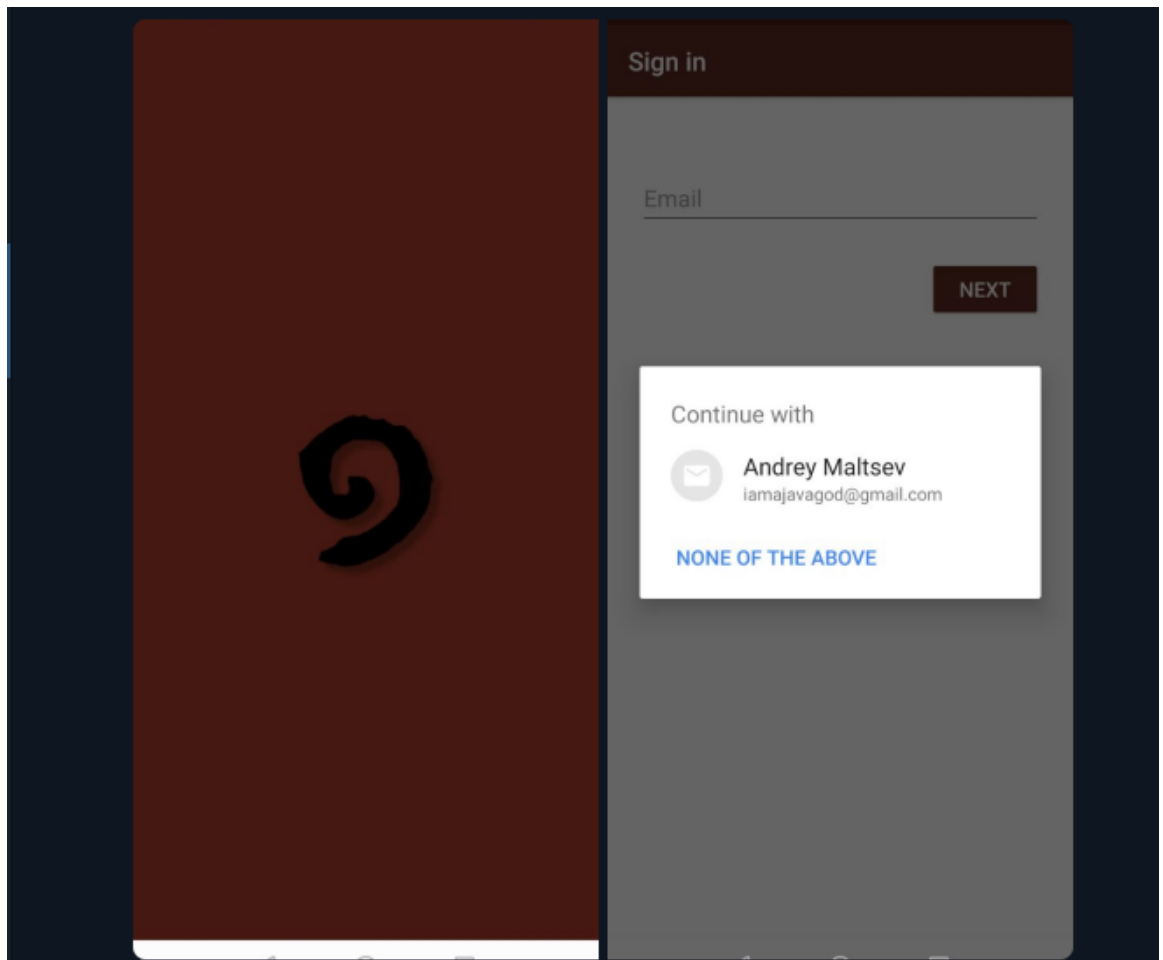 Sign in
Email
NEXT
Continue with
Andrey Maltsev
iamajavagod@gmail.com
NONE OF THE ABOVE